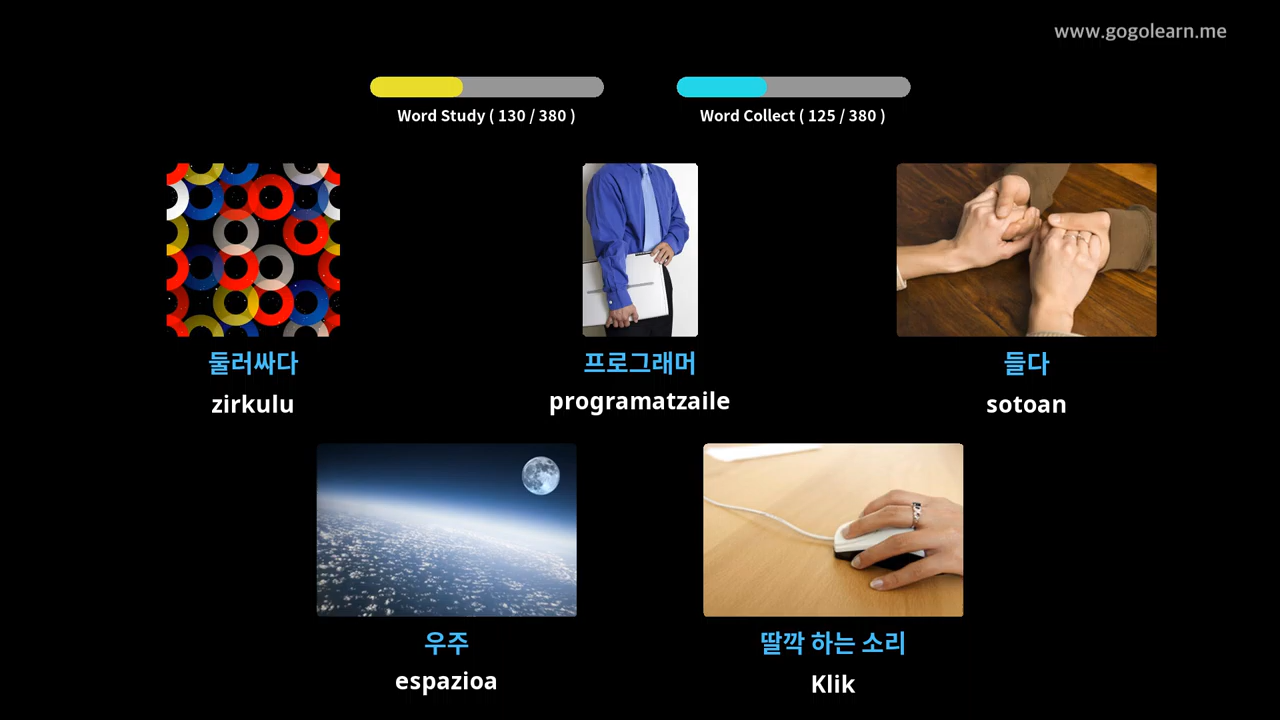 www.gogolearn.me
Word Study ( 130 / 380 )
Word Collect ( 125 / 380 )
둘러싸다
프로그래머
들다
zirkulu
programatzaile
sotoan
우주
딸깍 하는 소리
espazioa
Klik